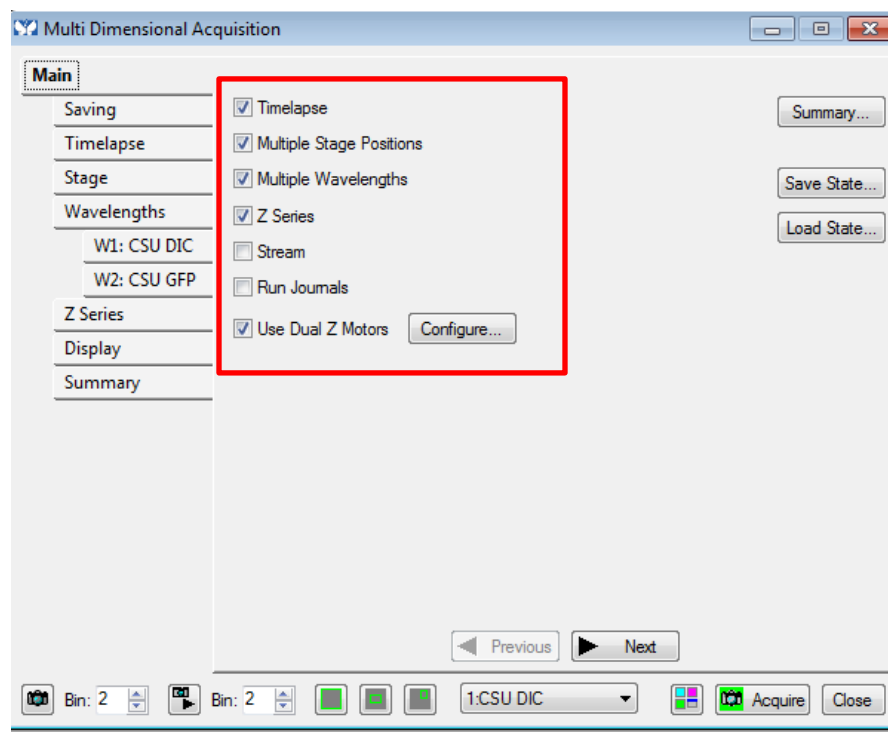 Multi Dimensional Acquisition
Main
Saving
Timelapse
Stage
Wavelengths
W1: CSU DIC
W2: CSU GFP
Z Series
Display
Summary
Timelapse
Multiple Stage Positions
Multiple Wavelengths
Z Series
Stream
Run Journals
Use Dual Z Motors Configure...
Summary...
Save State...
Load State...
Previous Next
Bin: 2 Bin: 2 1:CSU DIC Acquire Close